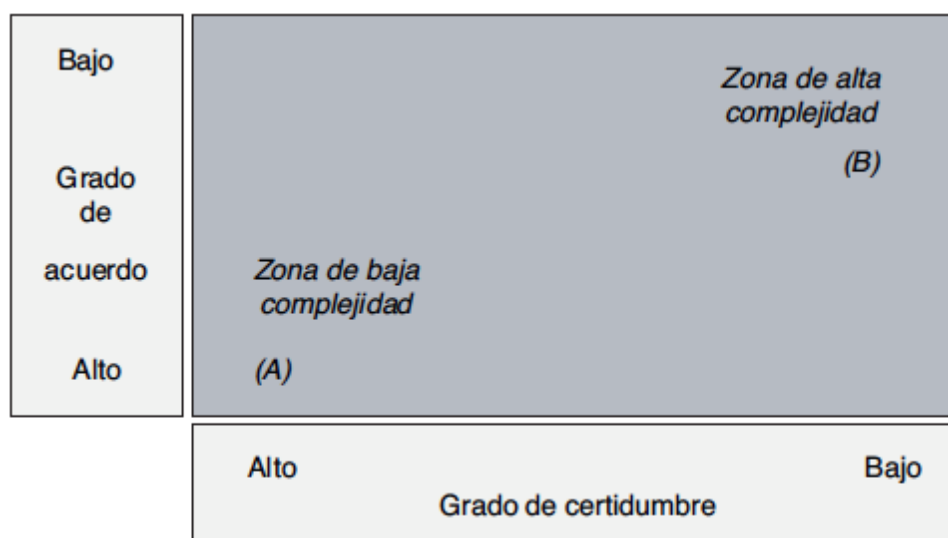 Bajo
Grado
de
acuerdo
Alto
Zona de alta
complejidad
(B)
Zona de baja
complejidad
(A)
Alto
Bajo
Grado de certidumbre